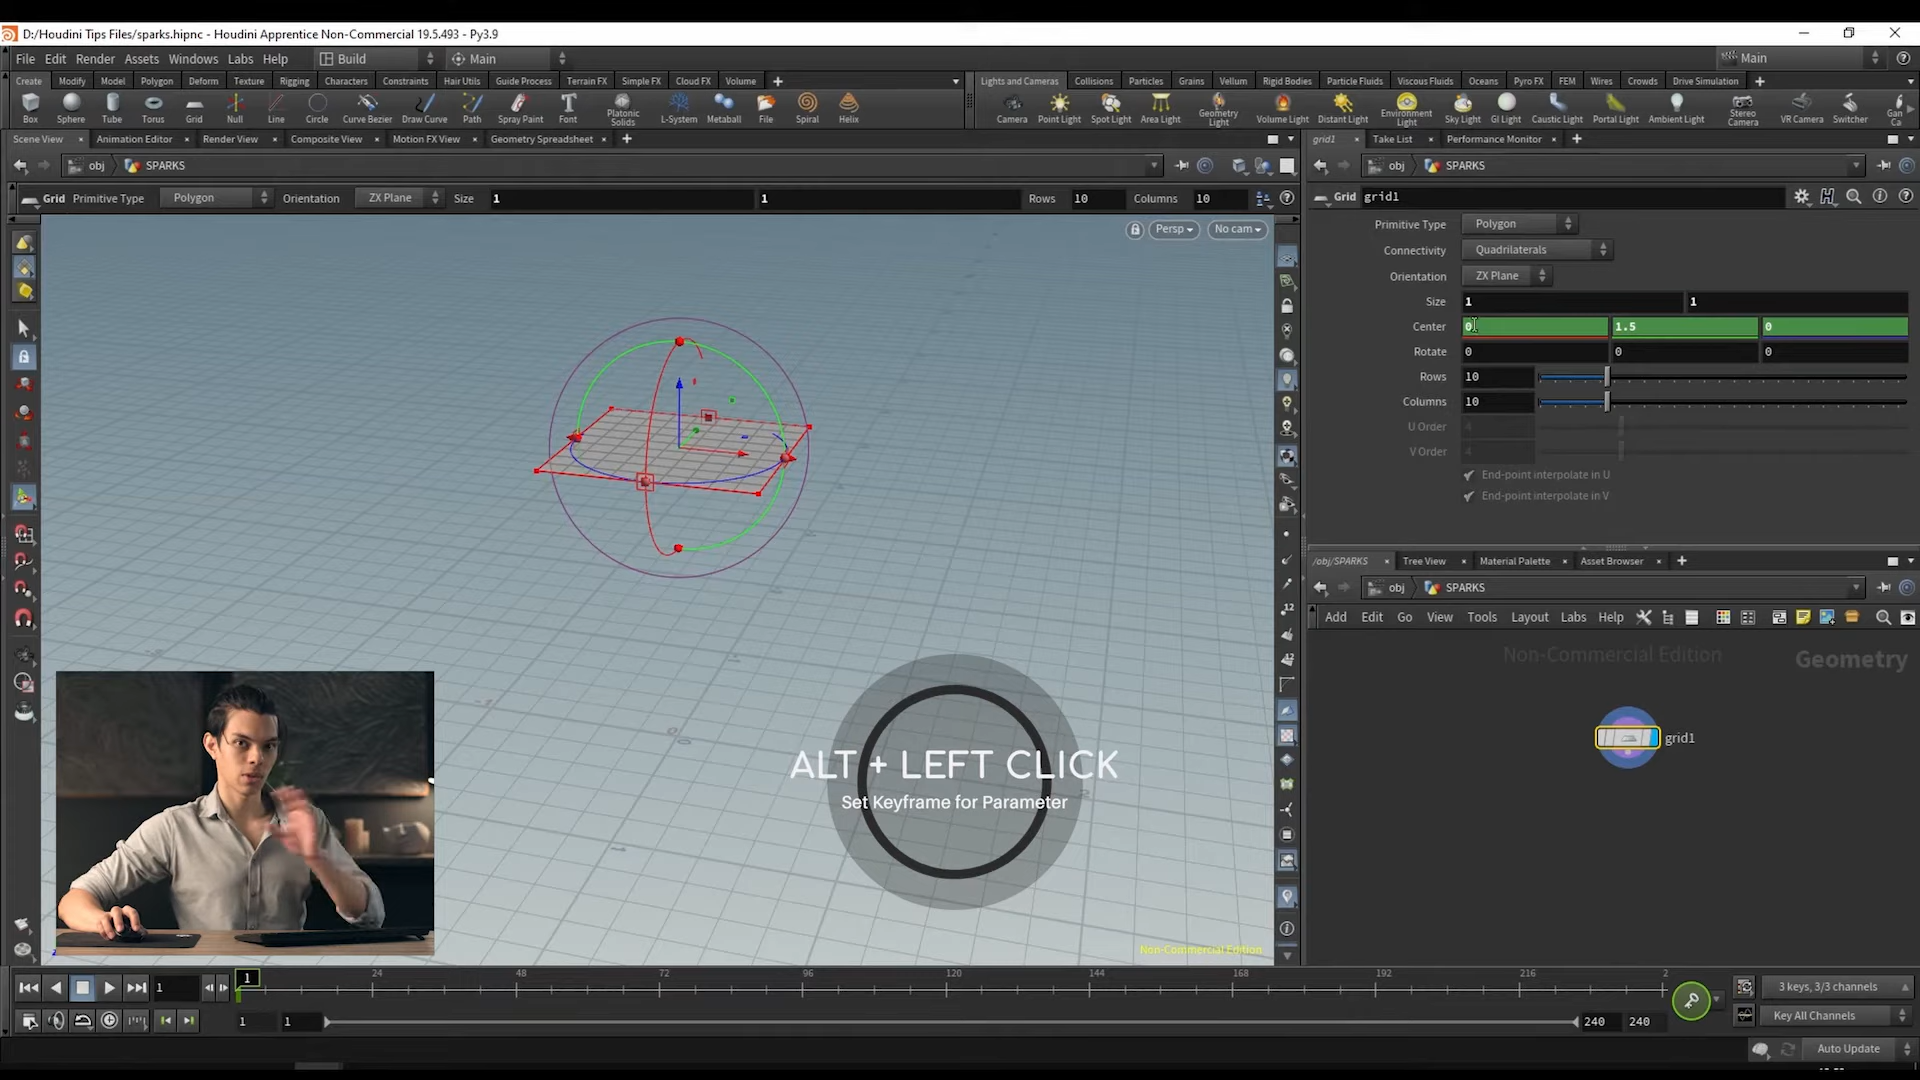 D:/Houdini Tips Files/sparks.hipnc - Houdini Apprentice Non-Commercial 19.5.493 - Py3.9
File Edit Render Assets Windows Labs Help Build Main Main
Create Modify Model Polygon Deform Texture Rigging Characters Constraints Hair Utils Guide Process Terrain FX Simple FX Cloud FX Volume
Lights and Cameras Collisions Particles Grains Vellum Rigid Bodies Particle Fluids Viscous Fluids Oceans Pyro FX FEM Wires Crowds Drive Simulation
Box Sphere Tube Torus Grid Null Line Circle Curve Bezier Draw Curve Path Spray Paint Font Platonic Solids L-System Metaball File Spiral Helix
Camera Point Light Spot Light Area Light Geometry Light Volume Light Distant Light Environment Light Sky Light GI Light Caustic Light Portal Light Ambient Light Stereo Camera VR Camera Switcher Gan Ca
Scene View Animation Editor Render View Composite View Motion FX View Geometry Spreadsheet
grid1 Take List Performance Monitor
obj SPARKS
obj SPARKS
Grid Primitive Type Polygon Orientation ZX Plane Size 1 1 Rows 10 Columns 10
Grid grid1
Persp No cam
Primitive Type Polygon
Connectivity Quadrilaterals
Orientation ZX Plane
Size 1 1
Center 0 1.5 0
Rotate 0 0 0
Rows 10
Columns 10
U Order 4
V Order 4
End-point interpolate in U
End-point interpolate in V
/obj/SPARKS Tree View Material Palette Asset Browser
obj SPARKS
Add Edit Go View Tools Layout Labs Help
Non-Commercial Edition Geometry
grid1
ALT + LEFT CLICK
Set Keyframe for Parameter
Non-Commercial Edition
1 1 24 48 72 96 120 144 168 192 216 2
3 keys, 3/3 channels
1 1 240 240
Key All Channels
Auto Update